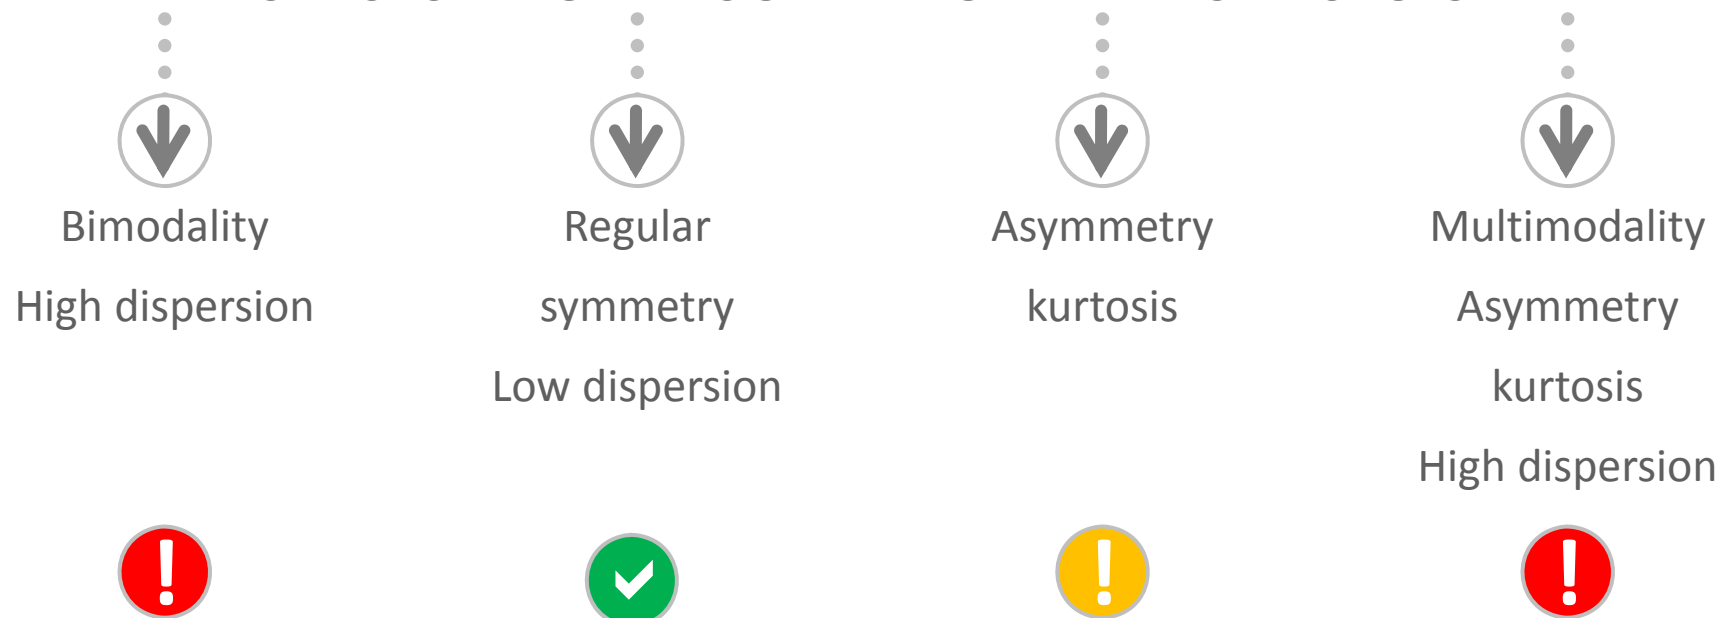 Bimodality
High dispersion
Regular
symmetry
Low dispersion
Asymmetry
kurtosis
Multimodality
Asymmetry
kurtosis
High dispersion